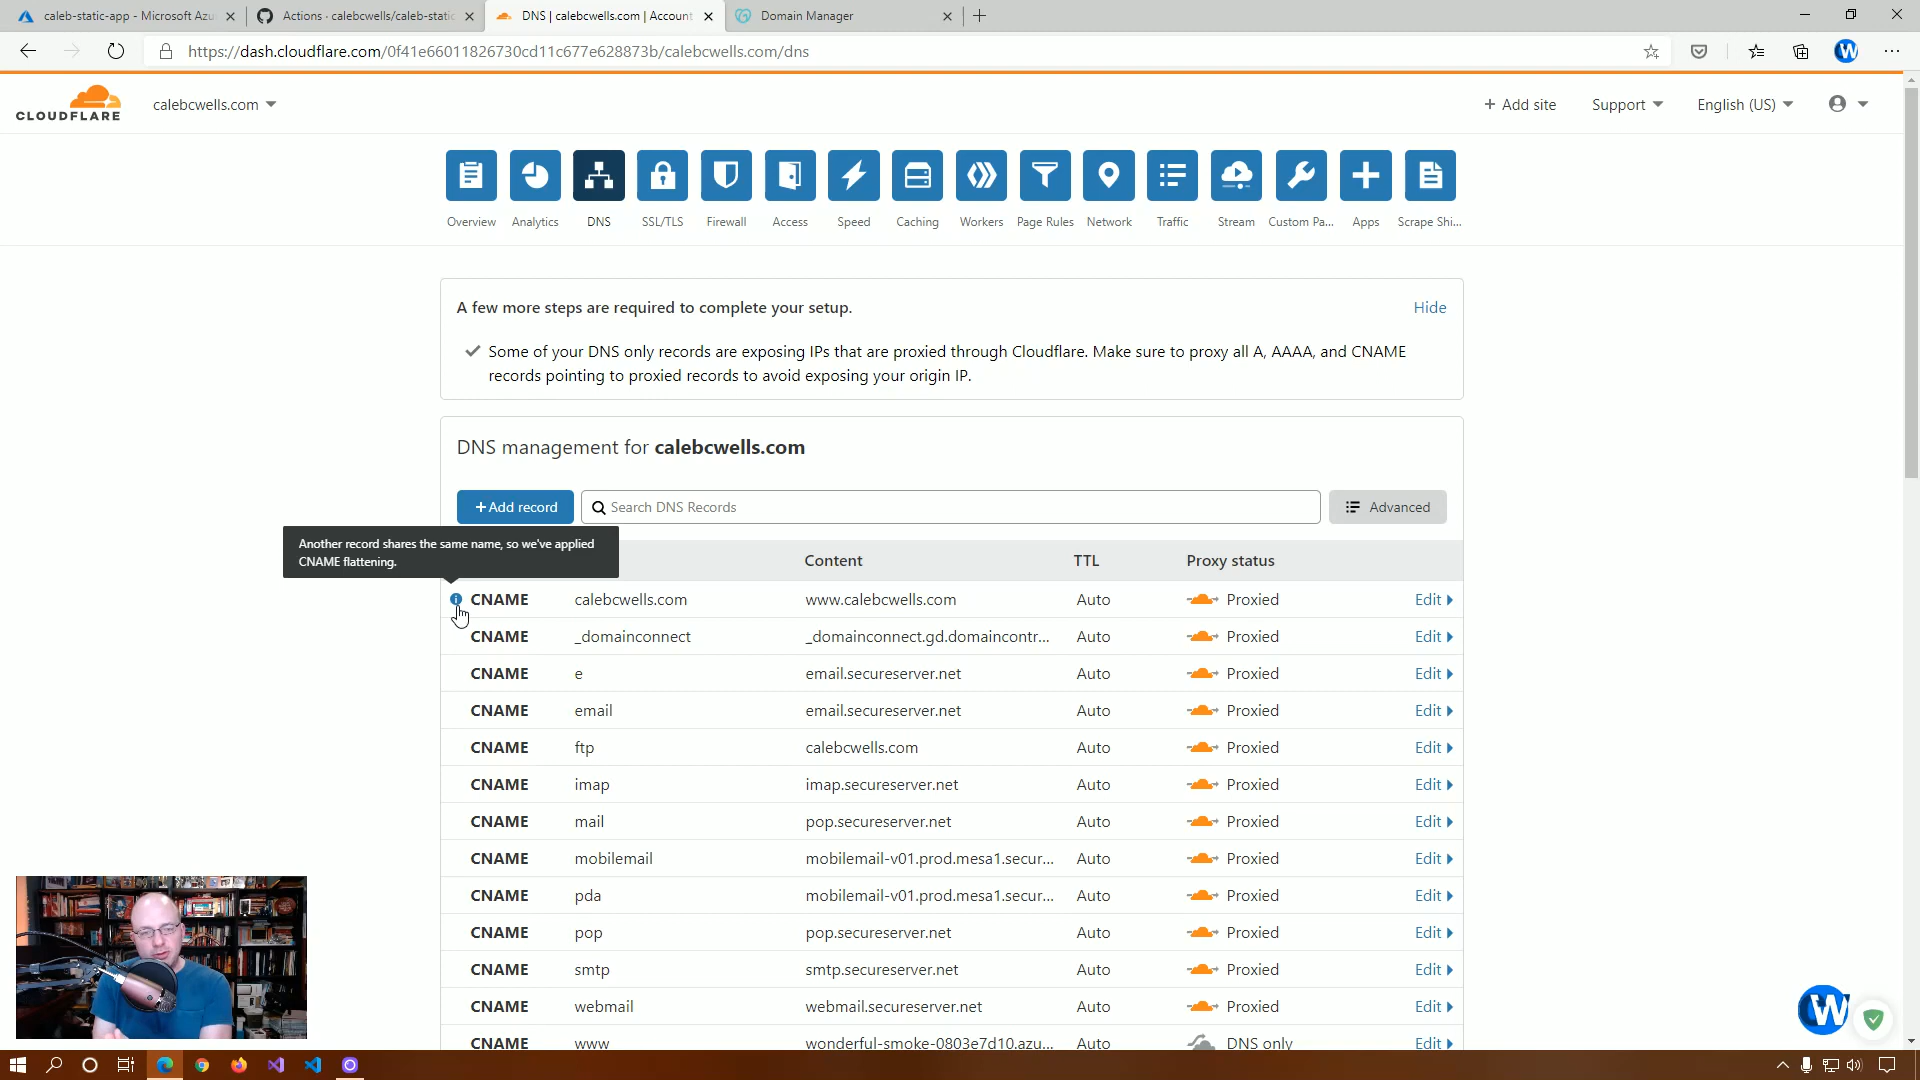 caleb-static-app - Microsoft Azu
Actions · calebcwells/caleb-static
DNS | calebcwells.com | Account
Domain Manager
https://dash.cloudflare.com/0f41e66011826730cd11c677e628873b/calebcwells.com/dns
W
CLOUDFLARE
calebcwells.com
+ Add site
Support
English (US)
Overview
Analytics
DNS
SSL/TLS
Firewall
Access
Speed
Caching
Workers
Page Rules
Network
Traffic
Stream
Custom Pa...
Apps
Scrape Shi...
A few more steps are required to complete your setup.
Hide
Some of your DNS only records are exposing IPs that are proxied through Cloudflare. Make sure to proxy all A, AAAA, and CNAME
records pointing to proxied records to avoid exposing your origin IP.
DNS management for calebcwells.com
+ Add record
Search DNS Records
Advanced
Another record shares the same name, so we've applied
CNAME flattening.
Content TTL Proxy status
CNAME calebcwells.com www.calebcwells.com Auto Proxied Edit
CNAME _domainconnect _domainconnect.gd.domaincontr... Auto Proxied Edit
CNAME e email.secureserver.net Auto Proxied Edit
CNAME email email.secureserver.net Auto Proxied Edit
CNAME ftp calebcwells.com Auto Proxied Edit
CNAME imap imap.secureserver.net Auto Proxied Edit
CNAME mail pop.secureserver.net Auto Proxied Edit
CNAME mobilemail mobilemail-v01.prod.mesa1.secur... Auto Proxied Edit
CNAME pda mobilemail-v01.prod.mesa1.secur... Auto Proxied Edit
CNAME pop pop.secureserver.net Auto Proxied Edit
CNAME smtp smtp.secureserver.net Auto Proxied Edit
CNAME webmail webmail.secureserver.net Auto Proxied Edit
CNAME www wonderful-smoke-0803e7d10.azu... Auto DNS only Edit
W